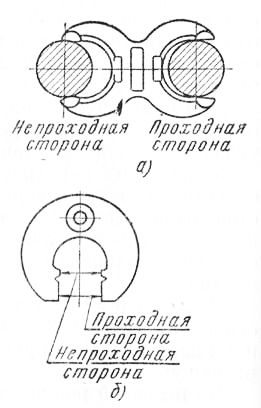 Непроходная Проходная
сторона сторона
а)
Проходная
сторона
Непроходная
сторона
б)